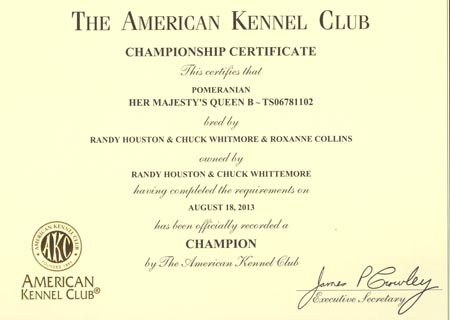 THE AMERICAN KENNEL CLUB
CHAMPIONSHIP CERTIFICATE
This certifies that
POMERANIAN
HER MAJESTY'S QUEEN B ~ TS06781102
bred by
RANDY HOUSTON & CHUCK WHITMORE & ROXANNE COLLINS
owned by
RANDY HOUSTON & CHUCK WHITTEMORE
having completed the requirements on
AUGUST 18, 2013
has been officially recorded a
CHAMPION
by The American Kennel Club
AMERICAN KENNEL CLUB
AKC
AMERICAN
KENNEL CLUB®
James P Crowley
Executive Secretary